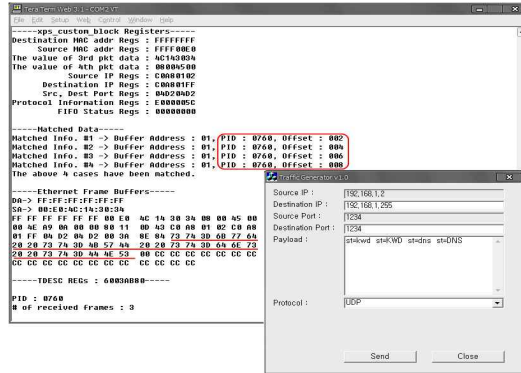 Tera Term Web 3.1 - COM2 VT
File Edit Setup Web Control Window Help
-----xps_custom_block Registers-----
Destination MAC addr Regs : FFFFFFFF
Source MAC addr Regs : FFFF00E0
The value of 3rd pkt data : 4C143034
The value of 4th pkt data : 08004500
Source IP Regs : C0A80102
Destination IP Regs : C0A801FF
Src, Dest Port Regs : 04D204D2
Protocol Information Regs : E000005C
FIFO Status Regs : 00000000
-----Matched Data-----
Matched Info. #1 -> Buffer Address : 01, PID : 0760, Offset : 002
Matched Info. #2 -> Buffer Address : 01, PID : 0760, Offset : 004
Matched Info. #3 -> Buffer Address : 01, PID : 0760, Offset : 006
Matched Info. #4 -> Buffer Address : 01, PID : 0760, Offset : 008
The above 4 cases have been matched.
-----Ethernet Frame Buffers-----
DA-> FF:FF:FF:FF:FF:FF
SA-> 00:E0:4C:14:30:34
FF FF FF FF FF FF 00 E0 4C 14 30 34 08 00 45 00
00 4E A9 0A 00 00 80 11 0D 43 C0 A8 01 02 C0 A8
01 FF 04 D2 04 D2 00 3A 8E 84 73 74 3D 6B 77 64
20 20 73 74 3D 4B 57 44 20 20 73 74 3D 64 6E 73
20 20 73 74 3D 44 4E 53 00 CC CC CC CC CC CC CC
CC CC CC CC CC CC CC CC CC CC CC CC
-----TDESC REGs : 6003AB80-----
PID : 0760
# of received frames : 3
Traffic Generator v1.0
Source IP : 192,168,1,2
Destination IP : 192,168,1,255
Source Port : 1234
Destination Port : 1234
Payload : st=kwd st=KWD st=dns st=DNS
Protocol : UDP
Send Close